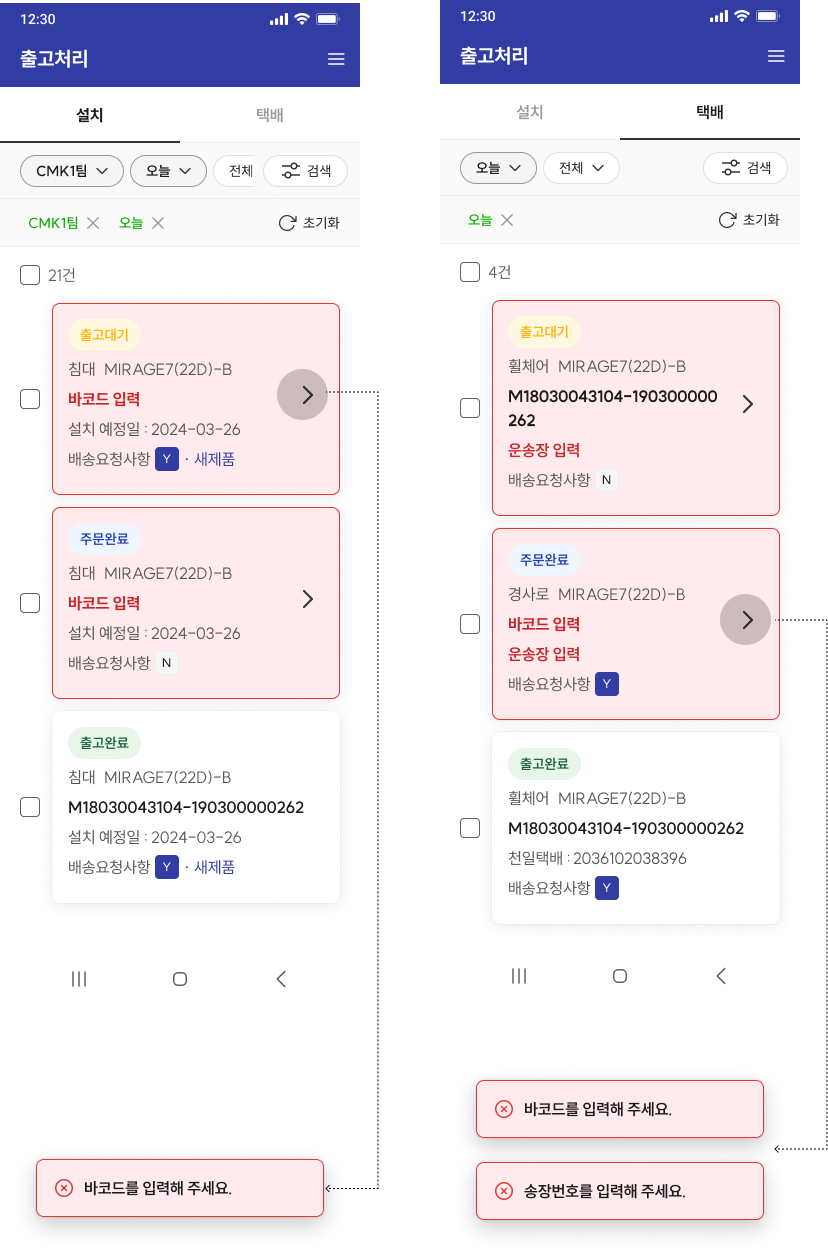 12:30
출고처리
설치
택배
CMK1팀
오늘
전체
검색
CMK1팀
오늘
초기화
21건
출고대기
침대 MIRAGE7(22D)-B
바코드 입력
설치 예정일 : 2024-03-26
배송요청사항 Y · 새제품
주문완료
침대 MIRAGE7(22D)-B
바코드 입력
설치 예정일 : 2024-03-26
배송요청사항 N
출고완료
침대 MIRAGE7(22D)-B
M18030043104-190300000262
설치 예정일 : 2024-03-26
배송요청사항 Y · 새제품
바코드를 입력해 주세요.
12:30
출고처리
설치
택배
오늘
전체
검색
오늘
초기화
4건
출고대기
휠체어 MIRAGE7(22D)-B
M18030043104-190300000
262
운송장 입력
배송요청사항 N
주문완료
경사로 MIRAGE7(22D)-B
바코드 입력
운송장 입력
배송요청사항 Y
출고완료
휠체어 MIRAGE7(22D)-B
M18030043104-190300000262
천일택배 : 2036102038396
배송요청사항 Y
바코드를 입력해 주세요.
송장번호를 입력해 주세요.